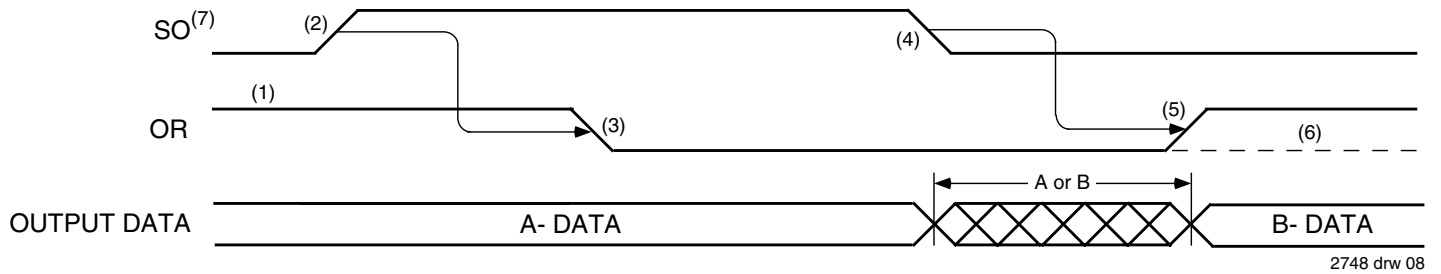 SO(7)
(2)
(4)
OR
(1)
(3)
(5)
(6)
A or B
OUTPUT DATA
A- DATA
B- DATA
2748 drw 08